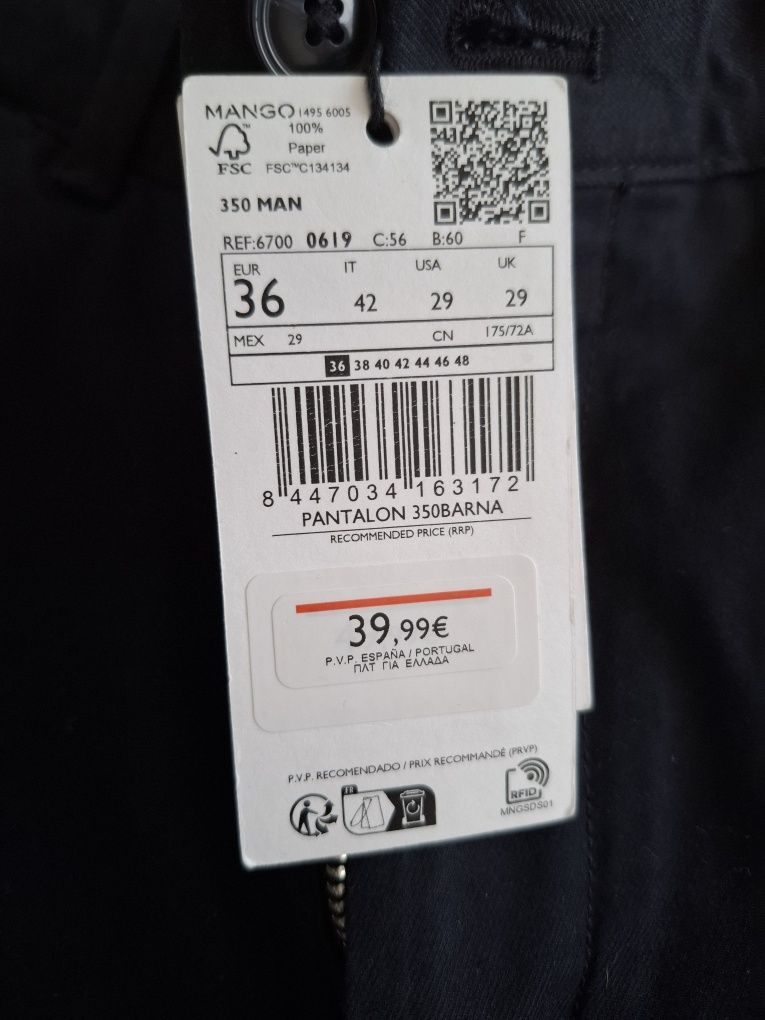 MANGO 1495 6005
100%
Paper
FSC™ FSC™C134134
350 MAN
REF:6700 0619 C:56 B:60 F
EUR IT USA UK
36 42 29 29
MEX 29 CN 175/72A
36 38 40 42 44 46 48
8 447034 163172
PANTALON 350BARNA
RECOMMENDED PRICE (RRP)
39,99€
P.V.P. ESPAÑA / PORTUGAL
ΠΛΤ ΓΙΑ ΕΛΛΑΔΑ
P.V.P. RECOMENDADO / PRIX RECOMMANDÉ (PRVP)
FR
RFID
MNGSDS01